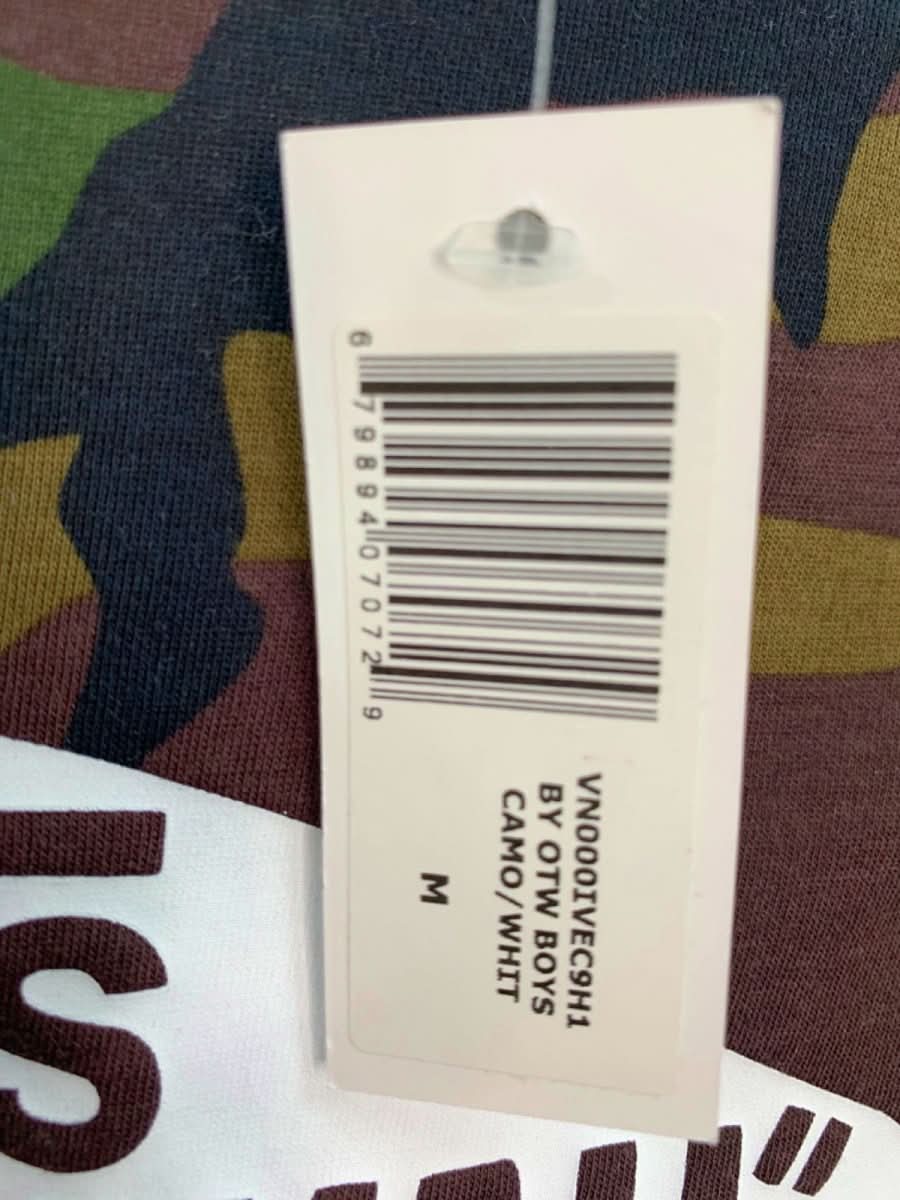 6 79894 07072 9
VN000IVEC9H1
BY OTW BOYS
CAMO/WHIT
M
S